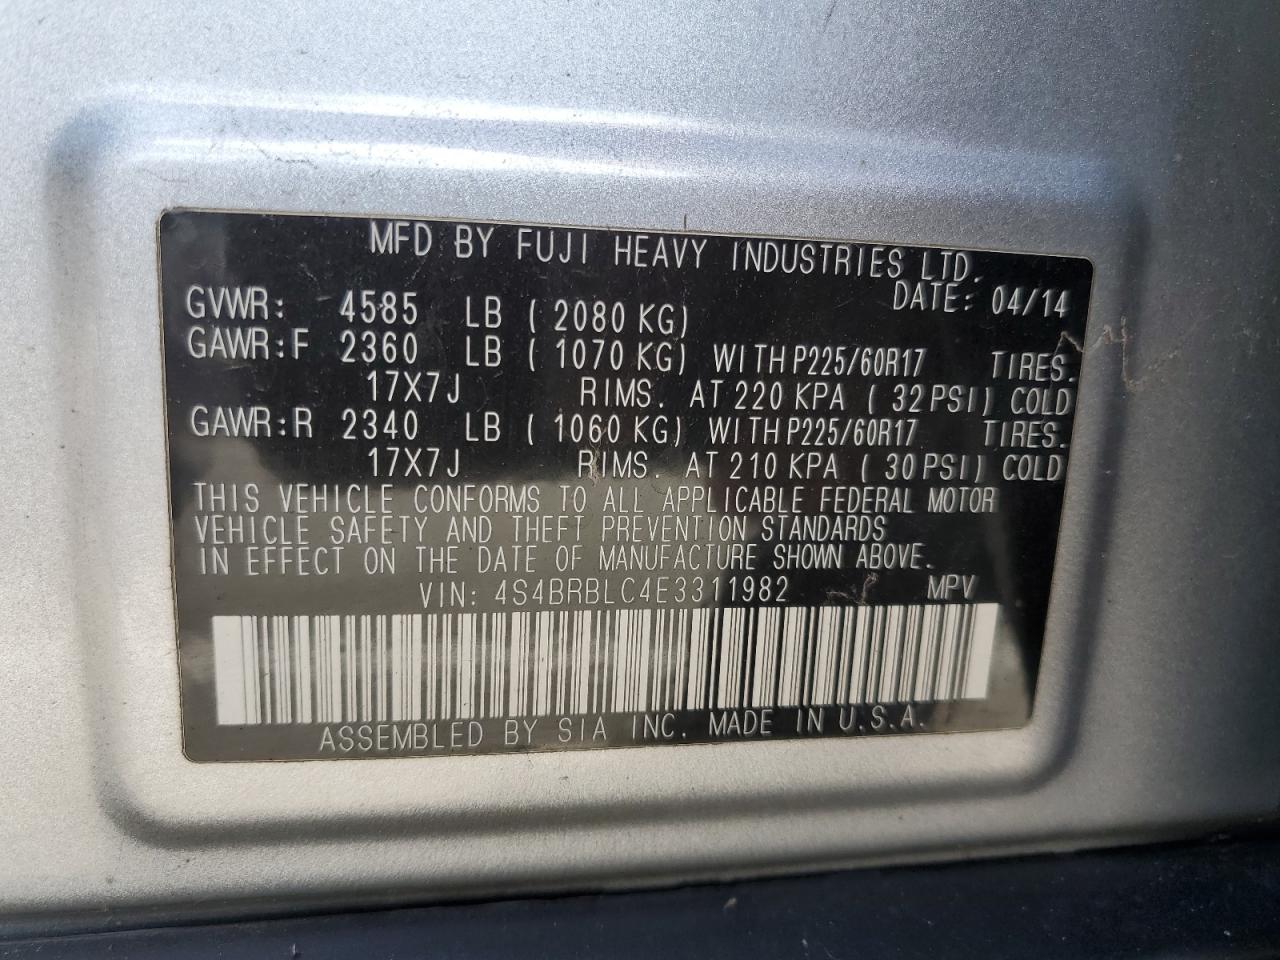 MFD BY FUJI HEAVY INDUSTRIES LTD.
DATE: 04/14
GVWR: 4585 LB ( 2080 KG)
GAWR:F 2360 LB ( 1070 KG) WITH P225/60R17 TIRES.
17X7J RIMS. AT 220 KPA ( 32 PSI) COLD
GAWR:R 2340 LB ( 1060 KG) WITH P225/60R17 TIRES.
17X7J RIMS. AT 210 KPA ( 30 PSI) COLD
THIS VEHICLE CONFORMS TO ALL APPLICABLE FEDERAL MOTOR
VEHICLE SAFETY AND THEFT PREVENTION STANDARDS
IN EFFECT ON THE DATE OF MANUFACTURE SHOWN ABOVE.
VIN: 4S4BRBLC4E3311982 MPV
ASSEMBLED BY SIA INC. MADE IN U.S.A.